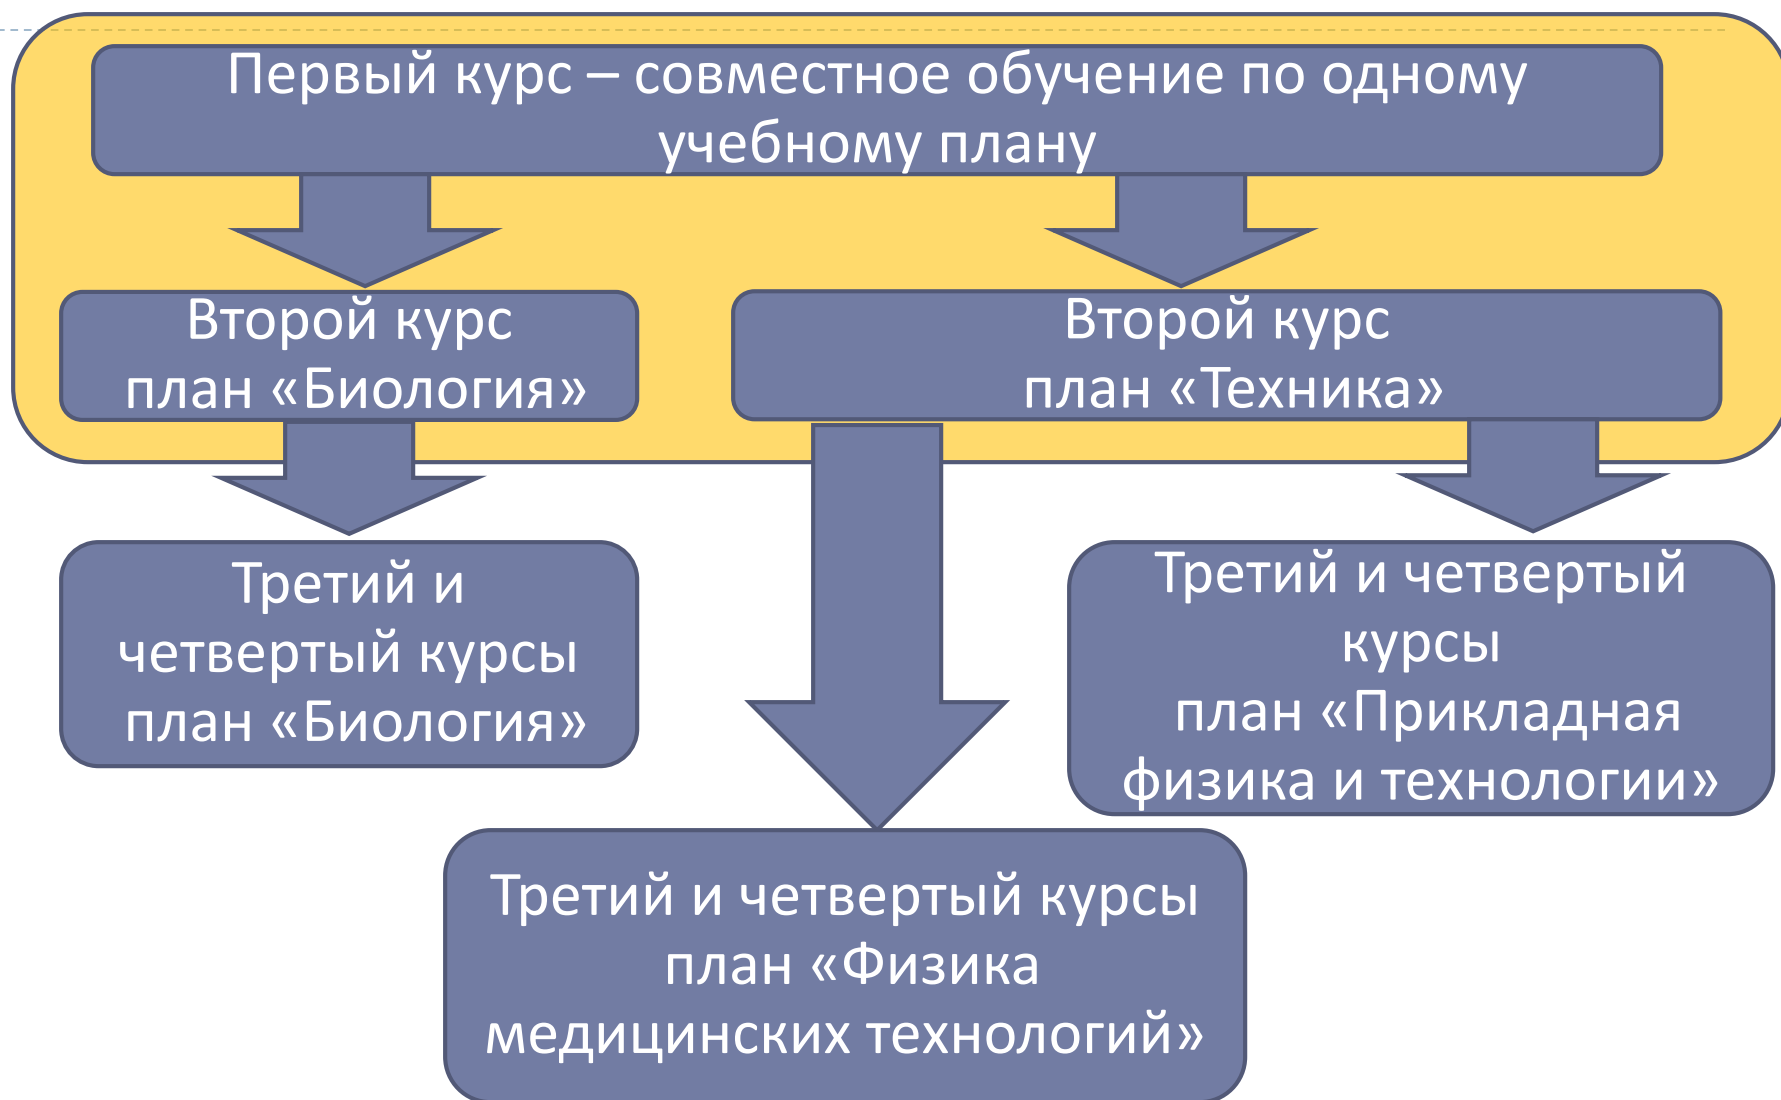 Первый курс – совместное обучение по одному
учебному плану
Второй курс
план «Биология»
Второй курс
план «Техника»
Третий и
четвертый курсы
план «Биология»
Третий и четвертый
курсы
план «Прикладная
физика и технологии»
Третий и четвертый курсы
план «Физика
медицинских технологий»